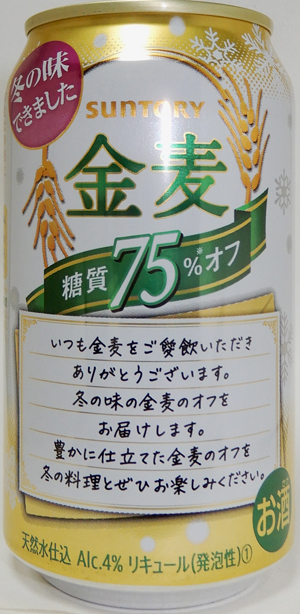 冬の味
できました
SUNTORY
金麦
糖質75%※オフ
いつも金麦をご愛飲いただき
ありがとうございます。
冬の味の金麦のオフを
お届けします。
豊かに仕立てた金麦のオフを
冬の料理とぜひお楽しみください。
お酒
天然水仕込 Alc.4% リキュール(発泡性)①